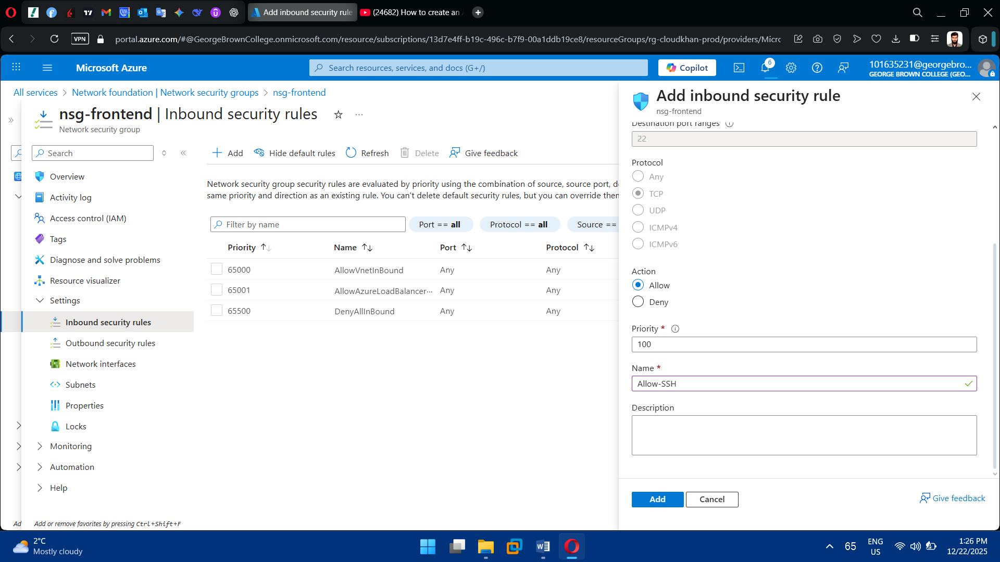 Add inbound security rule
(24682) How to create an
VPN
portal.azure.com/#@GeorgeBrownCollege.onmicrosoft.com/resource/subscriptions/13d7e4ff-b19c-496c-b7f9-00a1ddb19ce8/resourceGroups/rg-cloudkhan-prod/providers/Micro
Microsoft Azure
Search resources, services, and docs (G+/)
Copilot
6
101635231@georgebro...
GEORGE BROWN COLLEGE (GEO...
All services > Network foundation | Network security groups > nsg-frontend
nsg-frontend | Inbound security rules
Network security group
Search
Overview
Activity log
Access control (IAM)
Tags
Diagnose and solve problems
Resource visualizer
Settings
Inbound security rules
Outbound security rules
Network interfaces
Subnets
Properties
Locks
Monitoring
Automation
Help
Ad
Add or remove favorites by pressing Ctrl+Shift+F
Add
Hide default rules
Refresh
Delete
Give feedback
Network security group security rules are evaluated by priority using the combination of source, source port, d
same priority and direction as an existing rule. You can't delete default security rules, but you can override them
Filter by name
Port == all
Protocol == all
Source ==
Priority Name Port Protocol
65000 AllowVnetInBound Any Any
65001 AllowAzureLoadBalancer... Any Any
65500 DenyAllInBound Any Any
Add inbound security rule
nsg-frontend
Destination port ranges
22
Protocol
Any
TCP
UDP
ICMPv4
ICMPv6
Action
Allow
Deny
Priority *
100
Name *
Allow-SSH
Description
Add
Cancel
Give feedback
2°C
Mostly cloudy
65
ENG
US
1:26 PM
12/22/2025